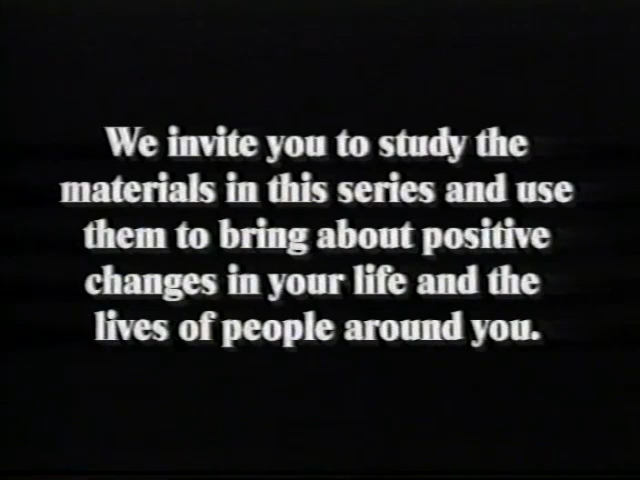 We invite you to study the
materials in this series and use
them to bring about positive
changes in your life and the
lives of people around you.